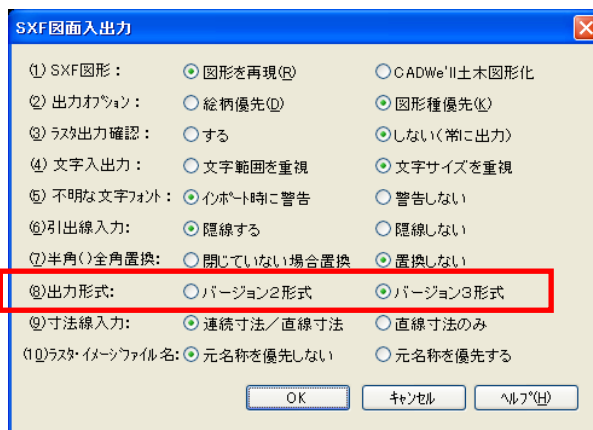 SXF図面入出力
(1) SXF図形： 図形を再現(R) CADWe'll土木図形化
(2) 出力ｵﾌﾟｼｮﾝ： 絵柄優先(D) 図形種優先(K)
(3) ﾗｽﾀ出力確認： する しない(常に出力)
(4) 文字入出力： 文字範囲を重視 文字サイズを重視
(5) 不明な文字ﾌｫﾝﾄ： ｲﾝﾎﾟｰﾄ時に警告 警告しない
(6)引出線入力： 隠線する 隠線しない
(7)半角()全角置換: 閉じていない場合置換 置換しない
(8)出力形式: バージョン2形式 バージョン3形式
(9)寸法線入力： 連続寸法／直線寸法 直線寸法のみ
(10)ﾗｽﾀ・ｲﾒｰｼﾞﾌｧｲﾙ名: 元名称を優先しない 元名称を優先する
OK ｷｬﾝｾﾙ ﾍﾙﾌﾟ(H)